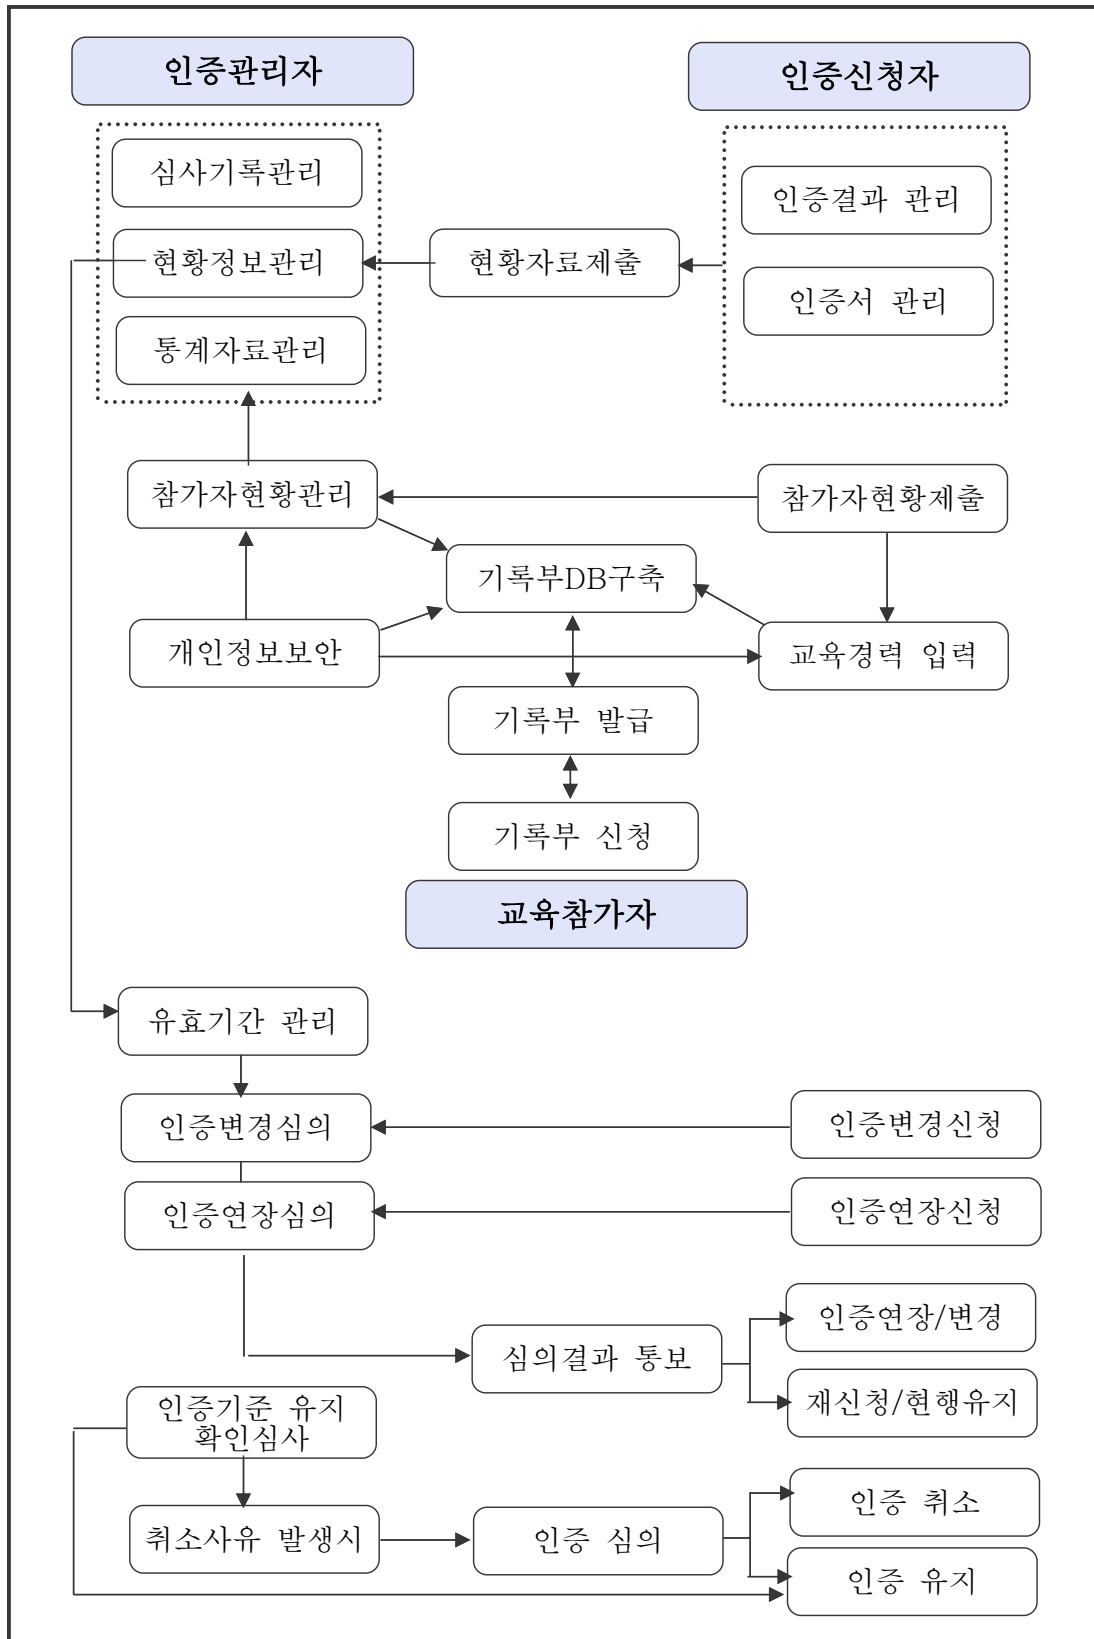 인증관리자
인증신청자
심사기록관리
인증결과 관리
현황정보관리
현황자료제출
인증서 관리
통계자료관리
참가자현황관리
참가자현황제출
기록부DB구축
개인정보보안
교육경력 입력
기록부 발급
기록부 신청
교육참가자
유효기간 관리
인증변경심의
인증변경신청
인증연장심의
인증연장신청
인증연장/변경
심의결과 통보
재신청/현행유지
인증기준 유지
확인심사
인증 취소
취소사유 발생시
인증 심의
인증 유지